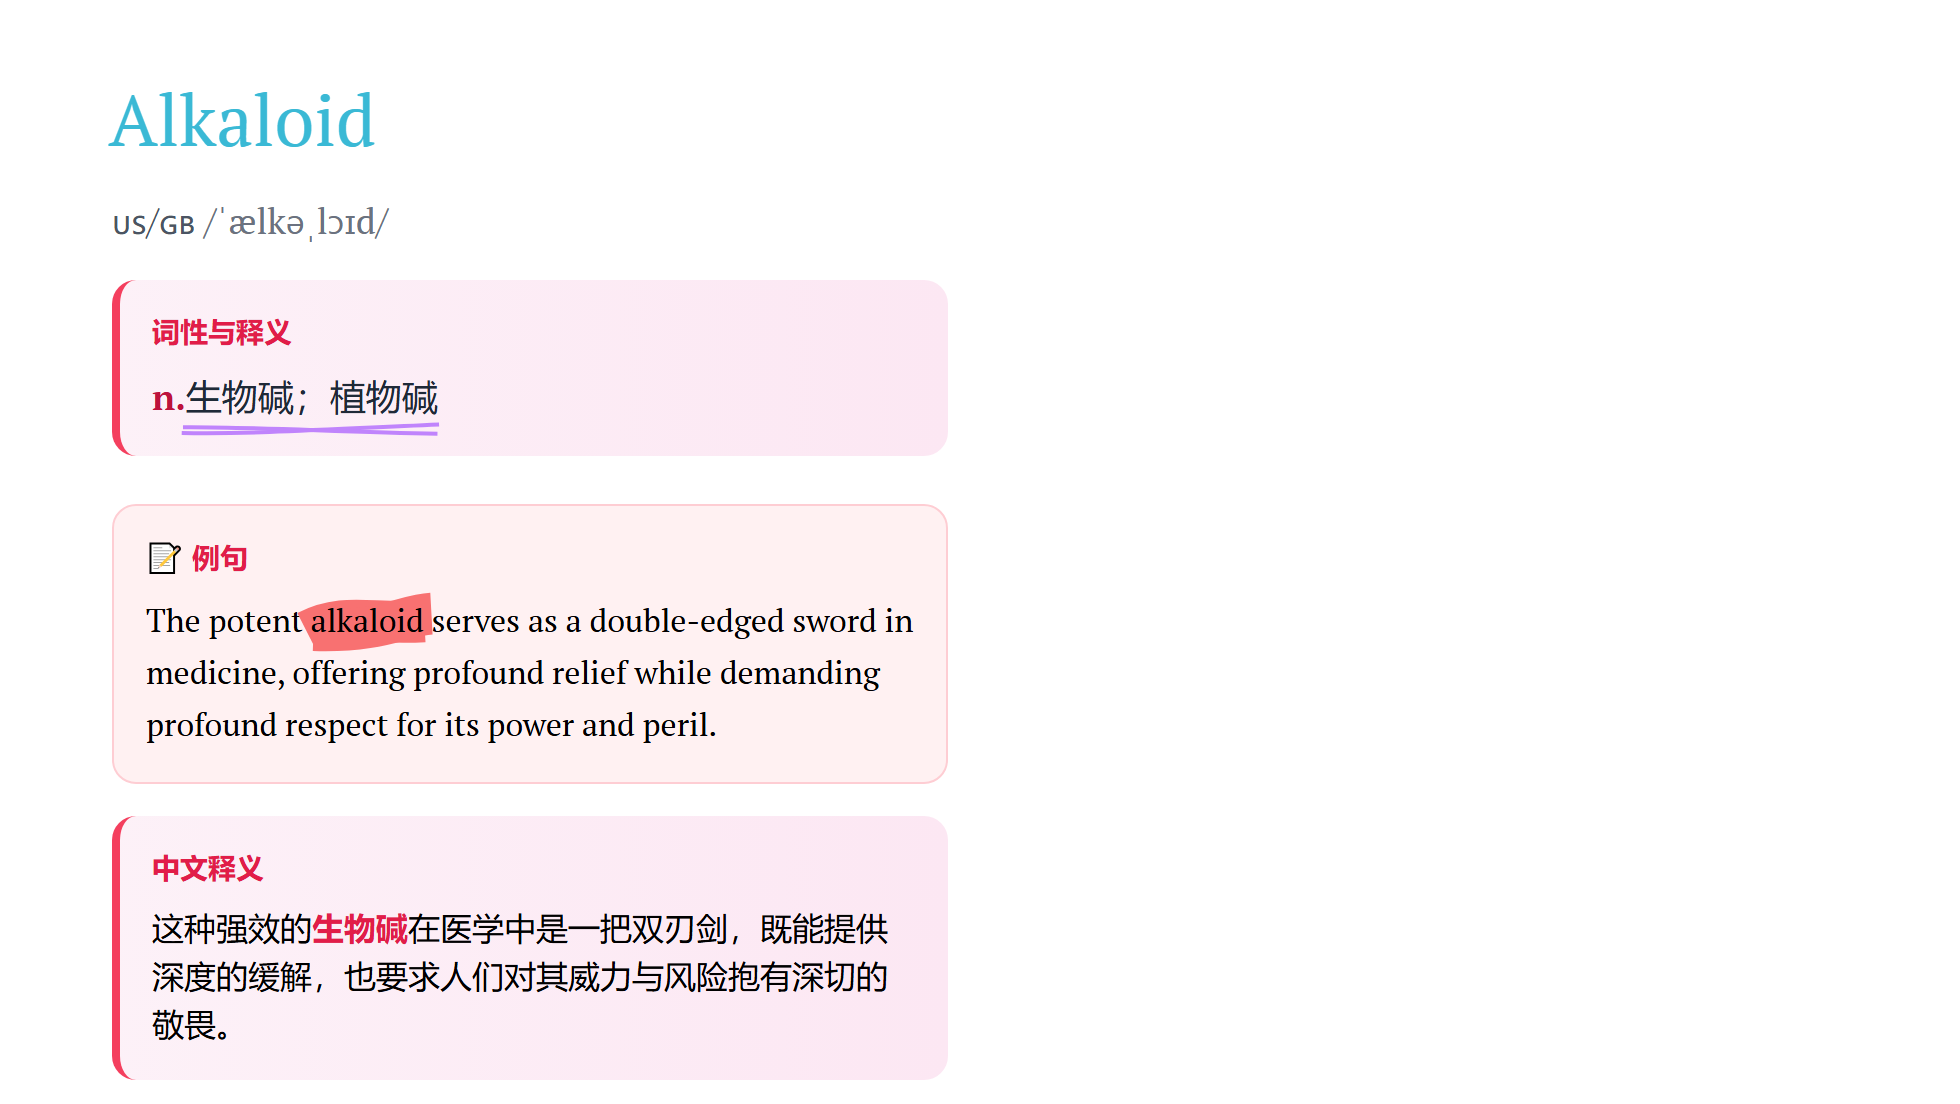 Alkaloid
US/GB /ˈælkəˌlɔɪd/
词性与释义
n.生物碱；植物碱
📝 例句
The potent alkaloid serves as a double-edged sword in
medicine, offering profound relief while demanding
profound respect for its power and peril.
中文释义
这种强效的生物碱在医学中是一把双刃剑，既能提供
深度的缓解，也要求人们对其威力与风险抱有深切的
敬畏。